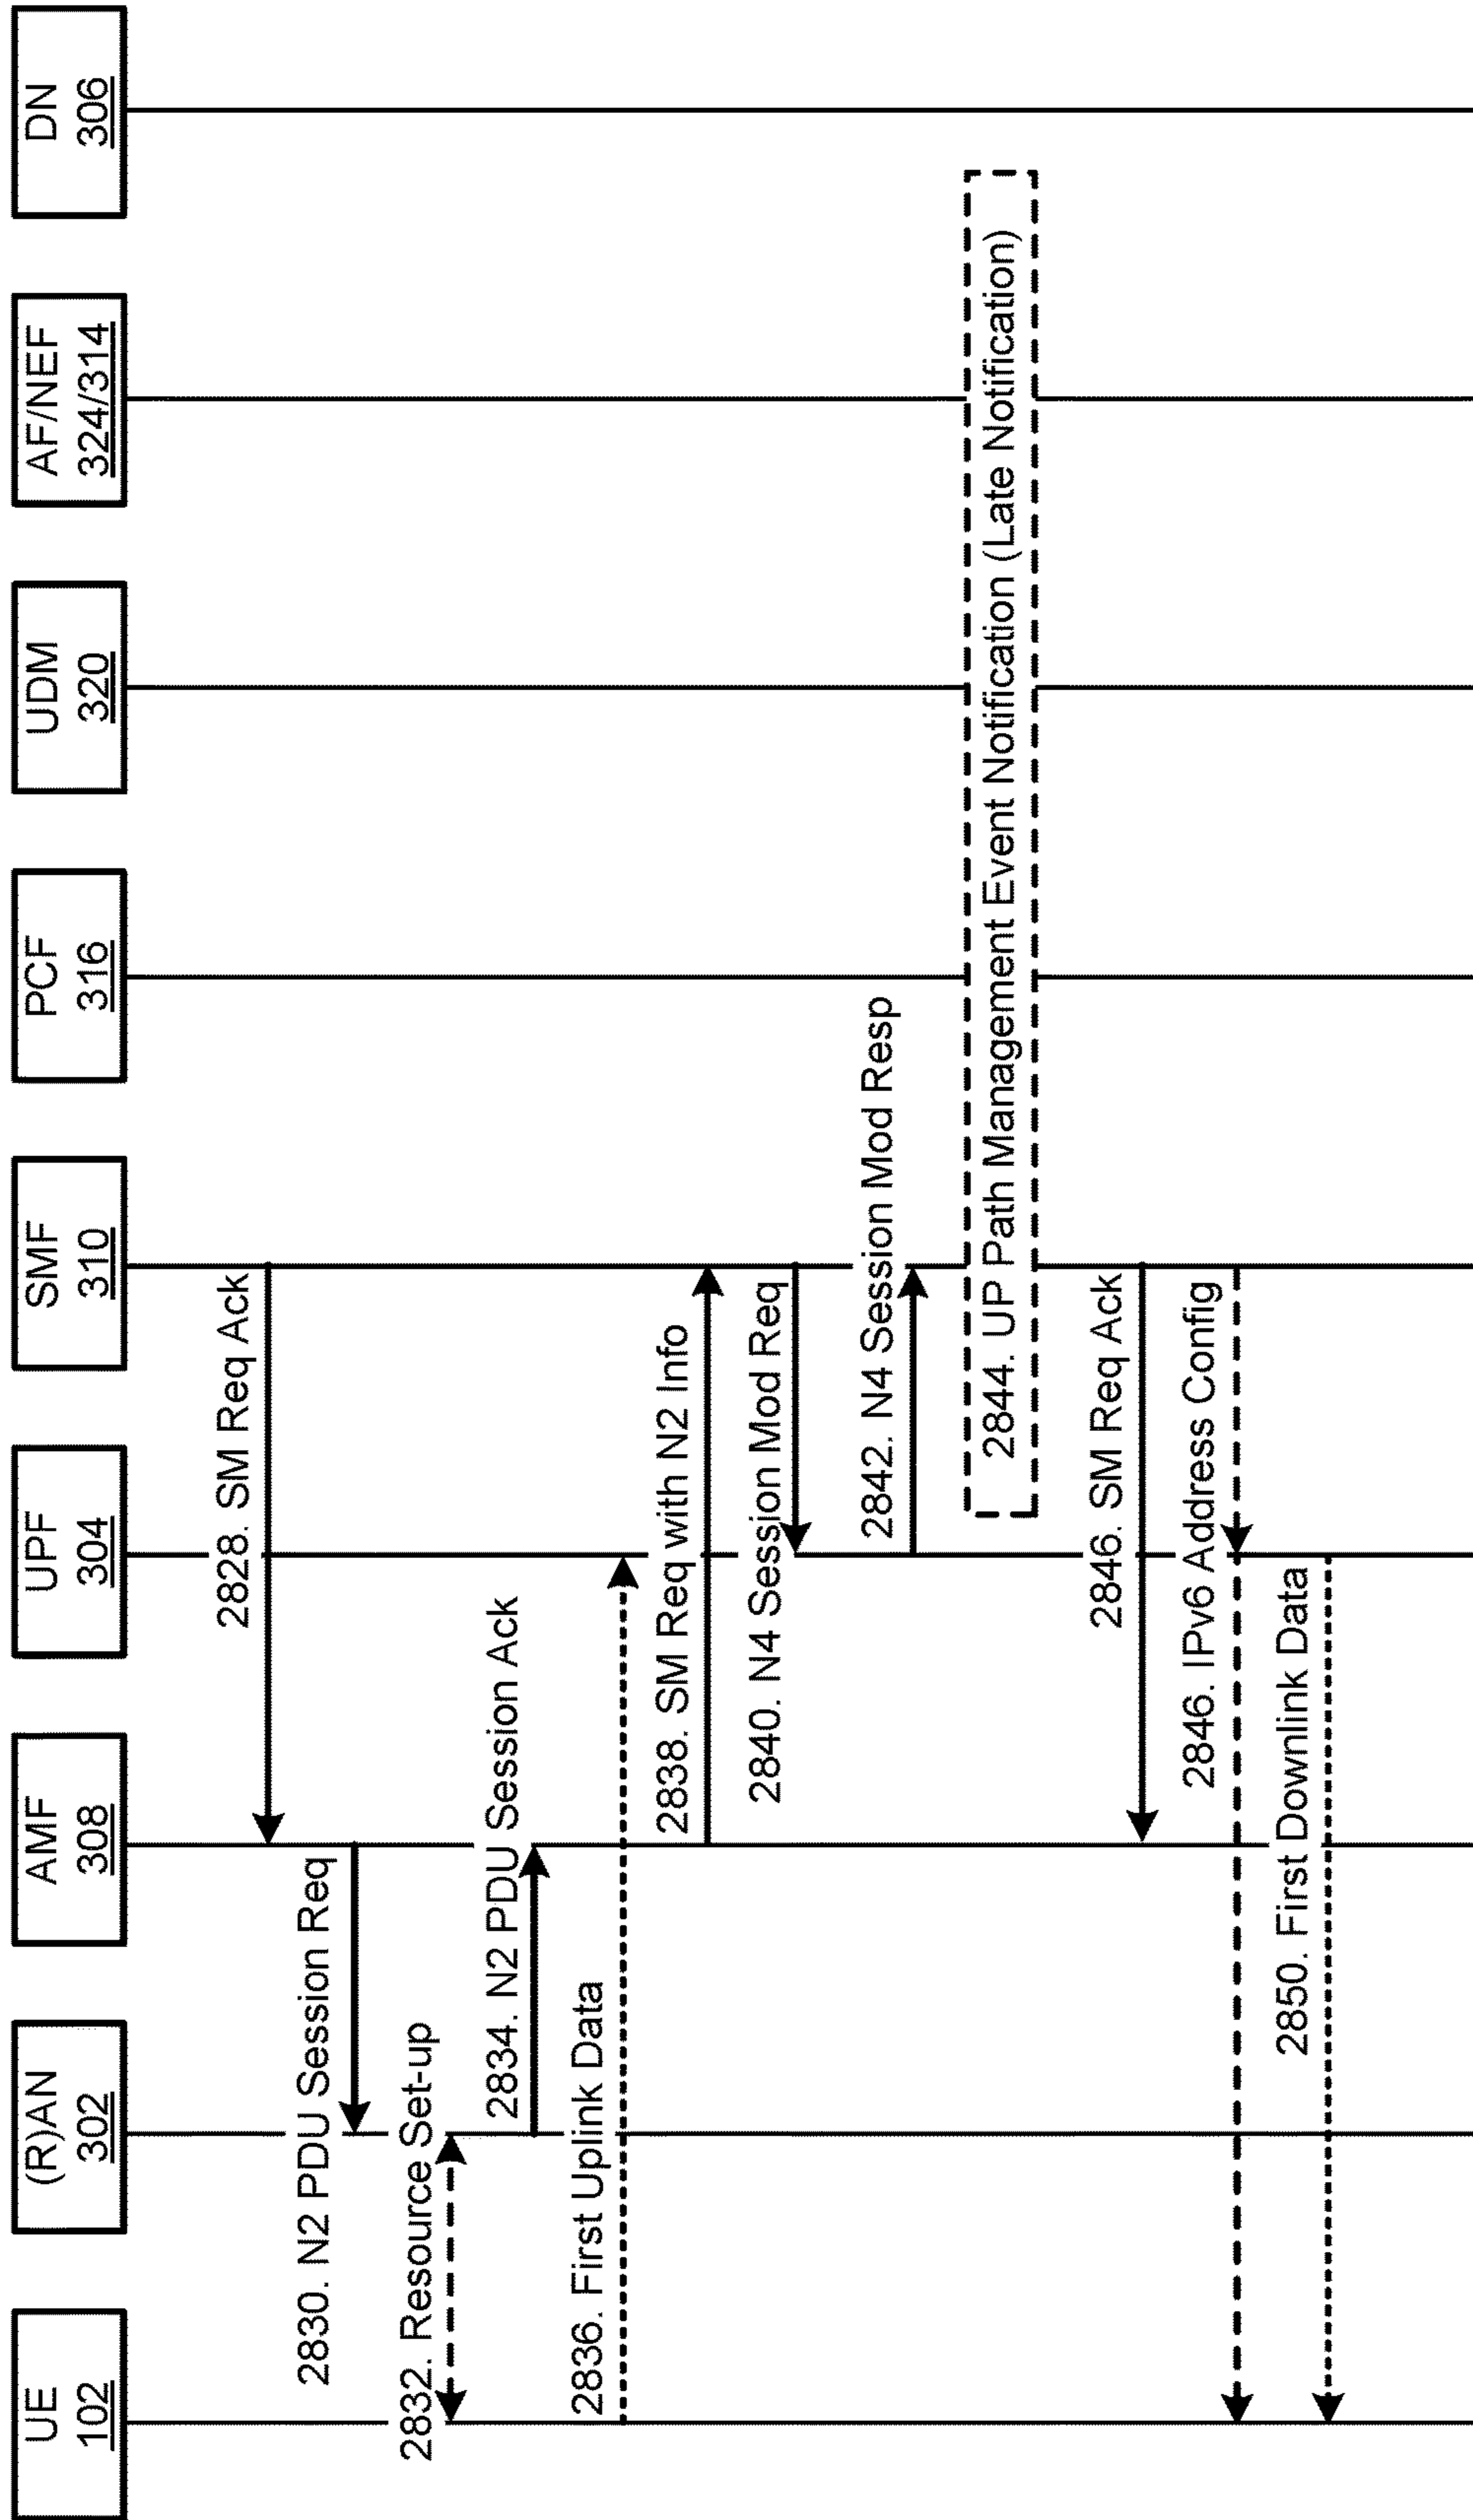 UE
102
(R)AN
302
AMF
308
UPF
304
SMF
310
PCF
316
UDM
320
AF/NEF
324/314
DN
306
2828. SM Req Ack
2830. N2 PDU Session Req
2832. Resource Set-up
2834. N2 PDU Session Ack
2836. First Uplink Data
2838. SM Req with N2 Info
2840. N4 Session Mod Req
2842. N4 Session Mod Resp
2844. UP Path Management Event Notification (Late Notification)
2846. SM Req Ack
2846. IPv6 Address Config
2850. First Downlink Data